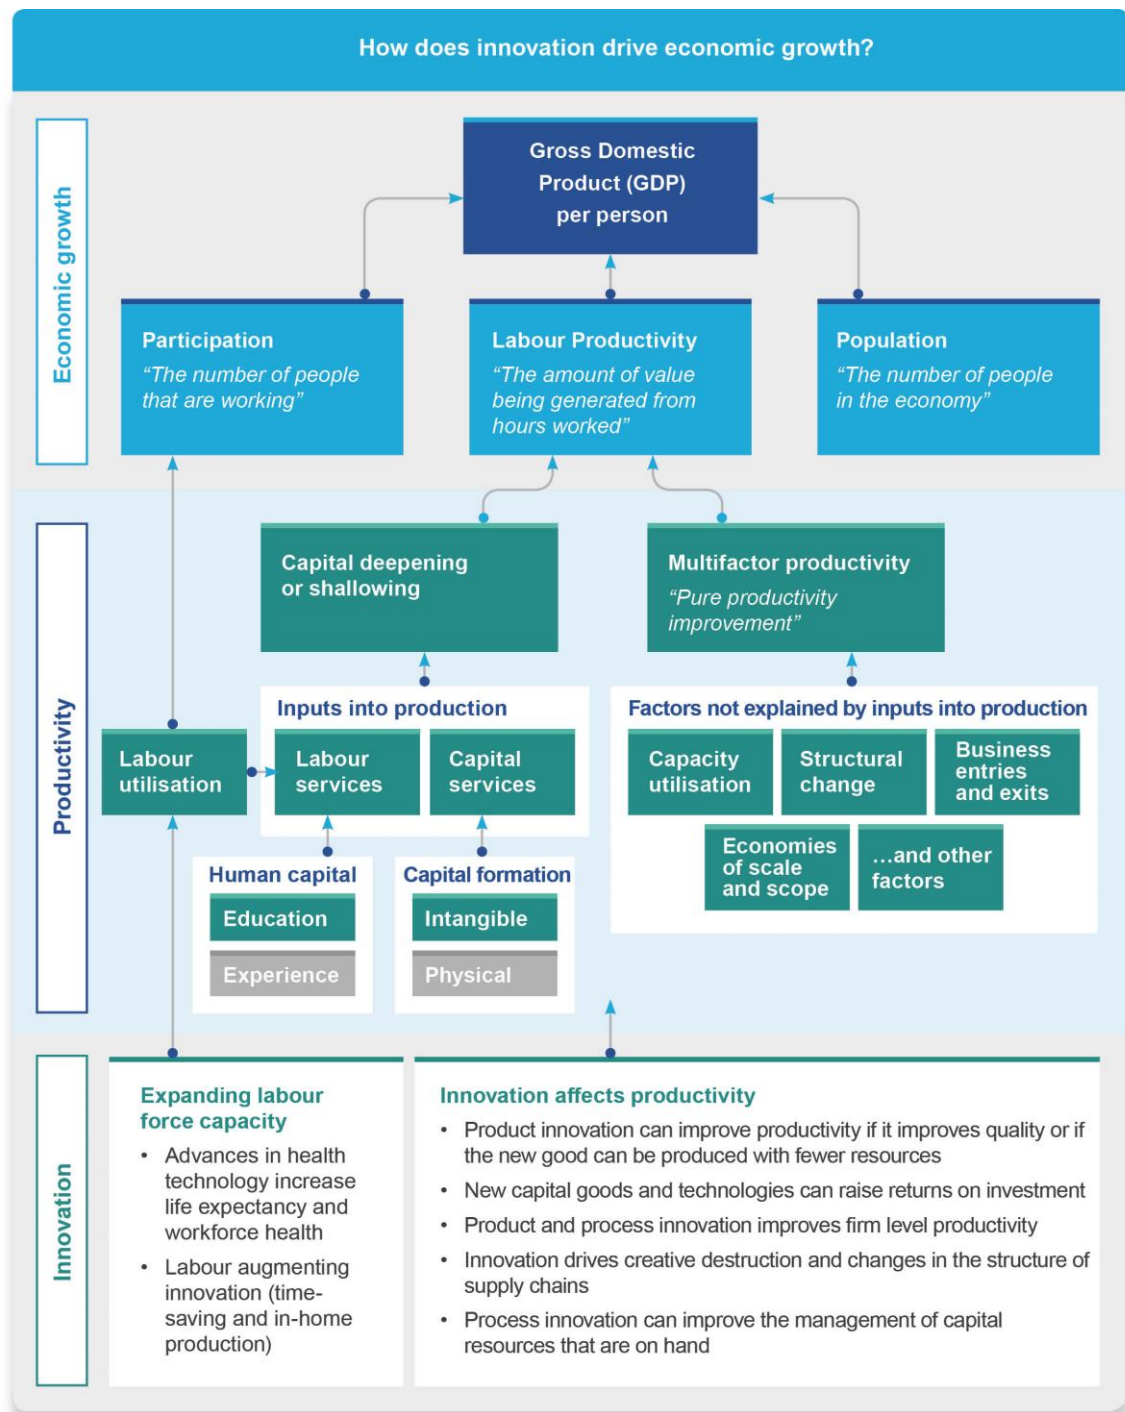 How does innovation drive economic growth?
Economic growth
Gross Domestic
Product (GDP)
per person
Participation
“The number of people
that are working”
Labour Productivity
“The amount of value
being generated from
hours worked”
Population
“The number of people
in the economy”
Productivity
Capital deepening
or shallowing
Multifactor productivity
“Pure productivity
improvement”
Labour
utilisation
Inputs into production
Labour
services
Capital
services
Factors not explained by inputs into production
Capacity
utilisation
Structural
change
Business
entries
and exits
Economies
of scale
and scope
…and other
factors
Human capital
Education
Experience
Capital formation
Intangible
Physical
Innovation
Expanding labour
force capacity
• Advances in health
technology increase
life expectancy and
workforce health
• Labour augmenting
innovation (time-
saving and in-home
production)
Innovation affects productivity
• Product innovation can improve productivity if it improves quality or if
the new good can be produced with fewer resources
• New capital goods and technologies can raise returns on investment
• Product and process innovation improves firm level productivity
• Innovation drives creative destruction and changes in the structure of
supply chains
• Process innovation can improve the management of capital
resources that are on hand